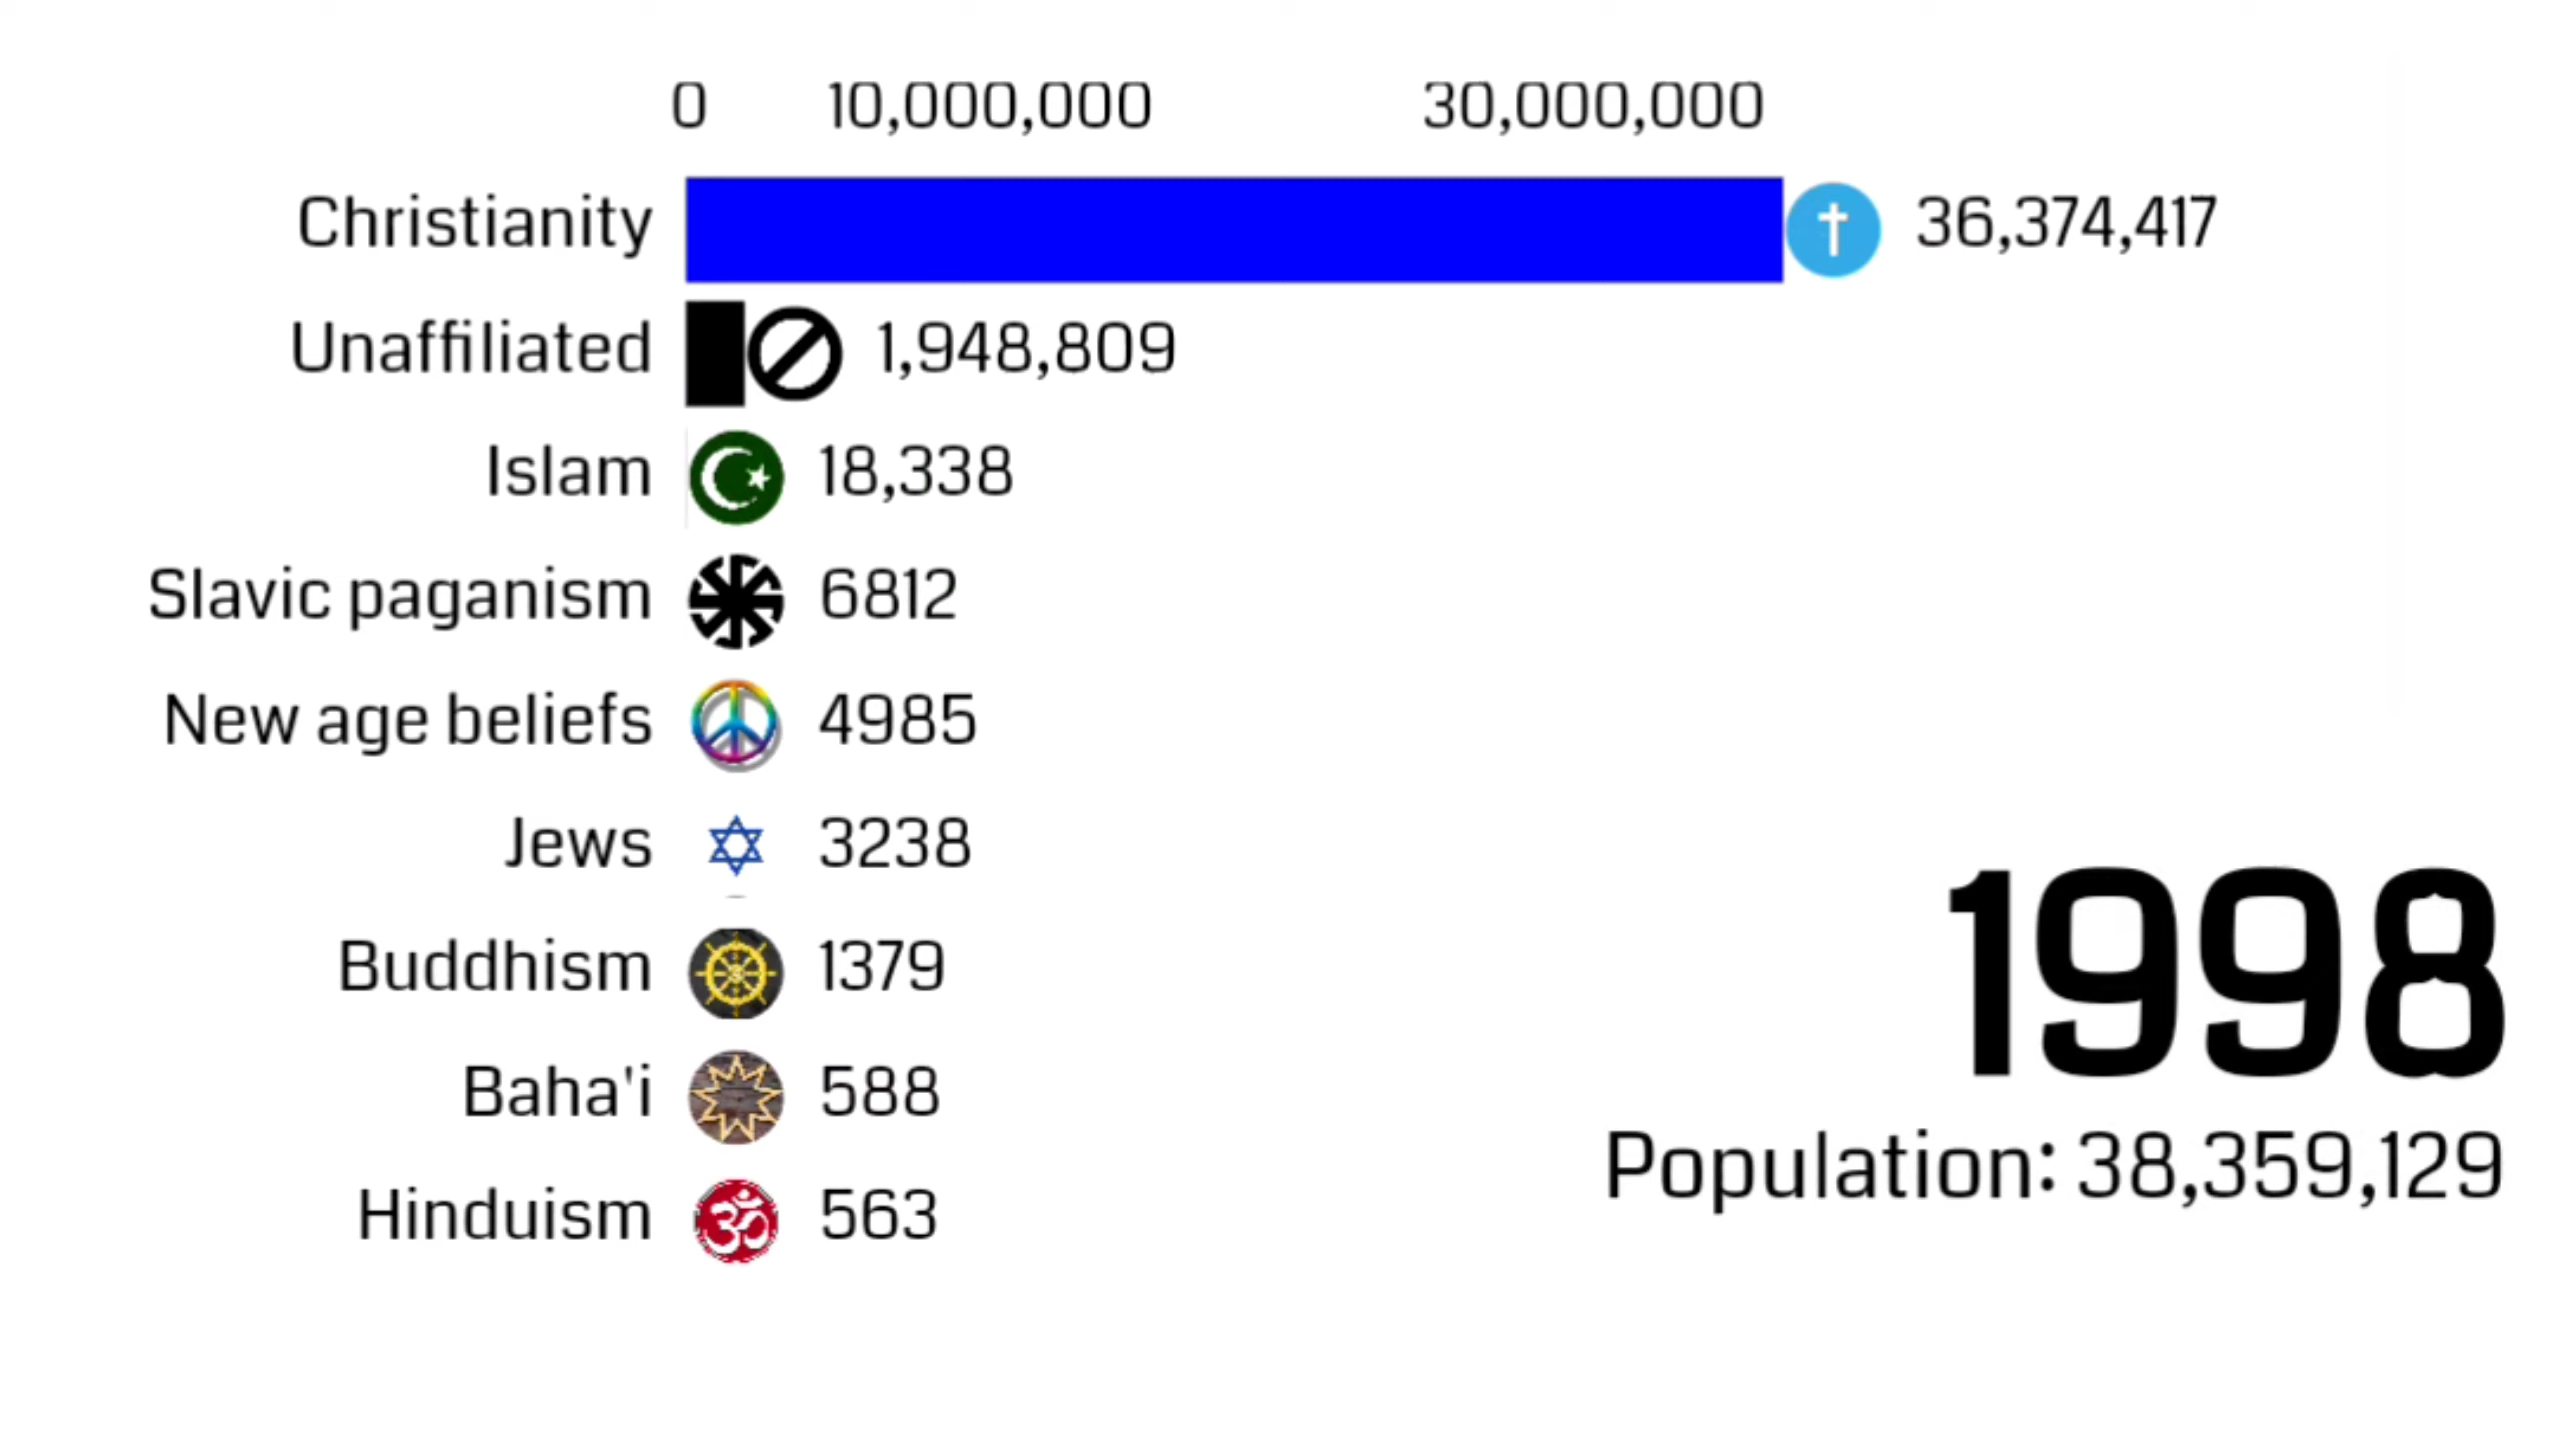 0 10,000,000 30,000,000
Christianity 36,374,417
Unaffiliated 1,948,809
Islam 18,338
Slavic paganism 6812
New age beliefs 4985
Jews 3238
Buddhism 1379
Baha'i 588
Hinduism 563
1998
Population: 38,359,129